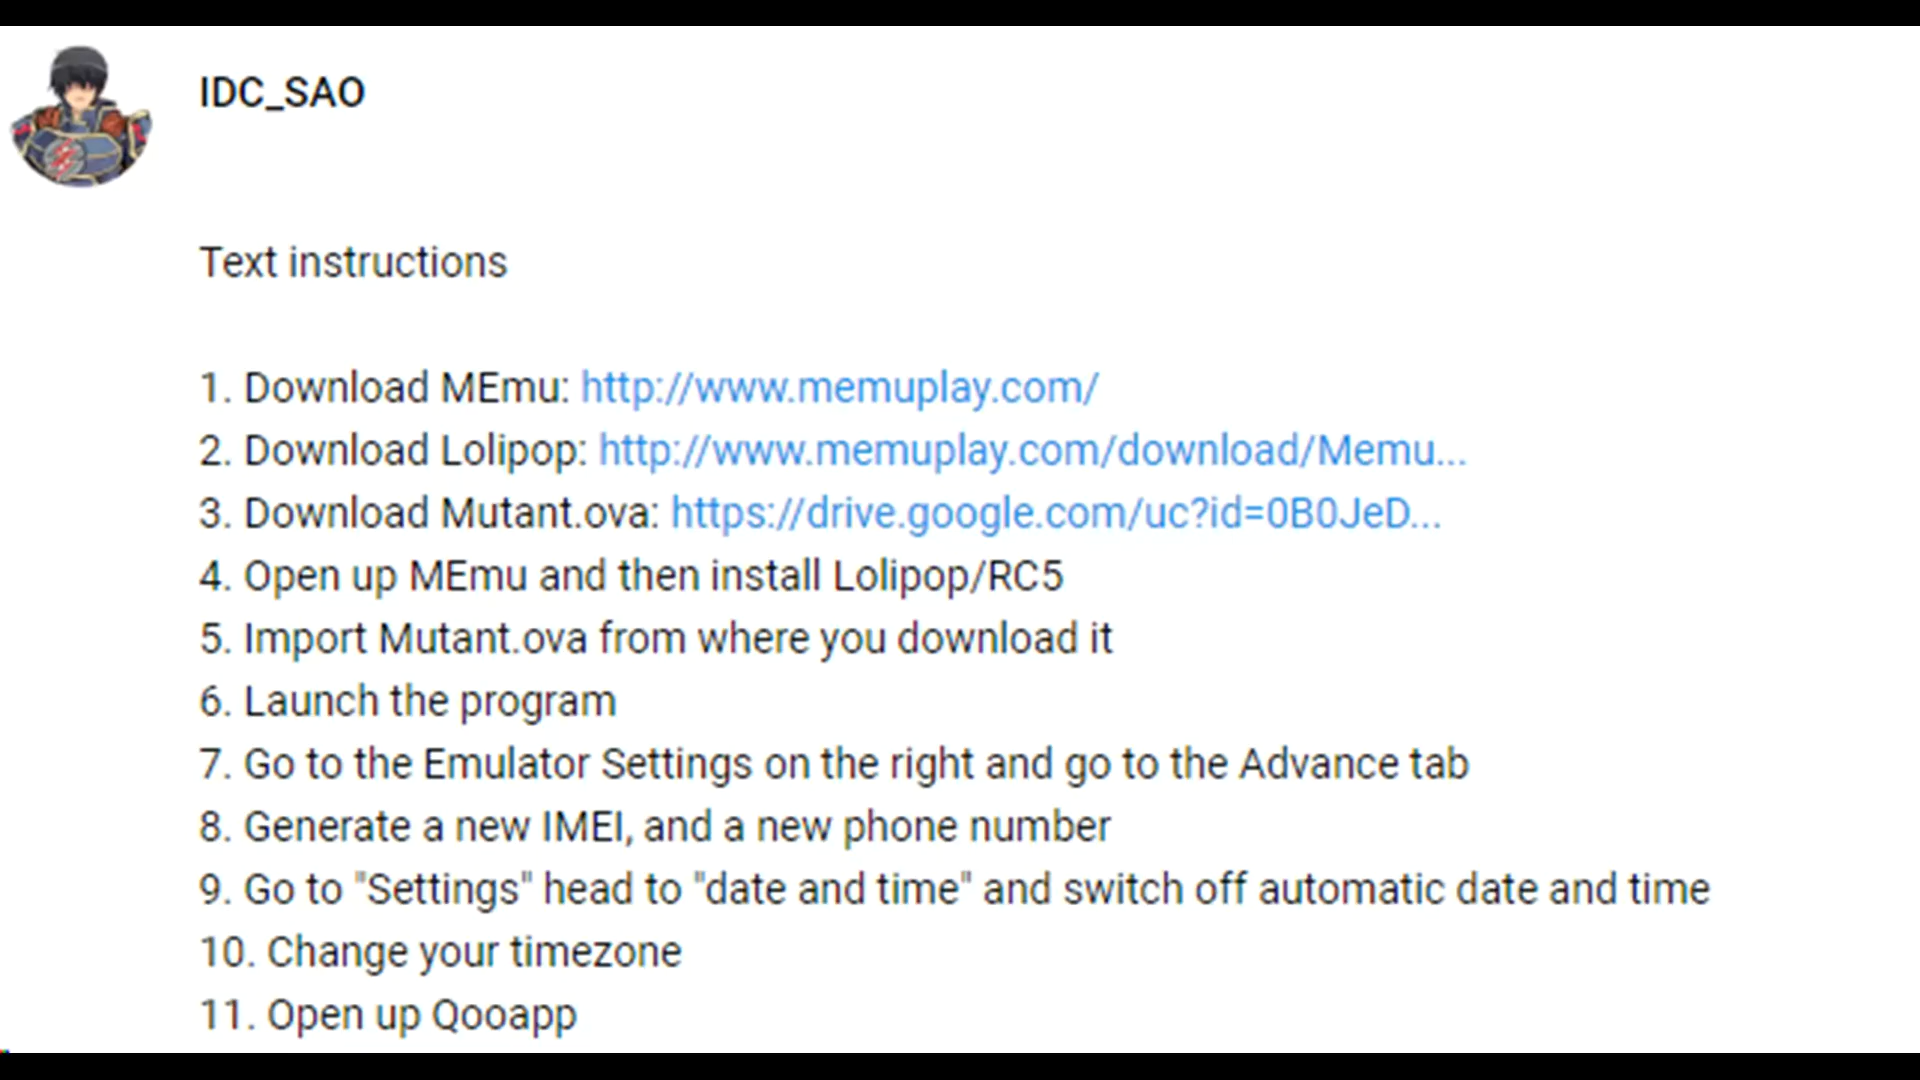 IDC_SAO
Text instructions
1. Download MEmu: http://www.memuplay.com/
2. Download Lolipop: http://www.memuplay.com/download/Memu...
3. Download Mutant.ova: https://drive.google.com/uc?id=0B0JeD...
4. Open up MEmu and then install Lolipop/RC5
5. Import Mutant.ova from where you download it
6. Launch the program
7. Go to the Emulator Settings on the right and go to the Advance tab
8. Generate a new IMEI, and a new phone number
9. Go to "Settings" head to "date and time" and switch off automatic date and time
10. Change your timezone
11. Open up Qooapp